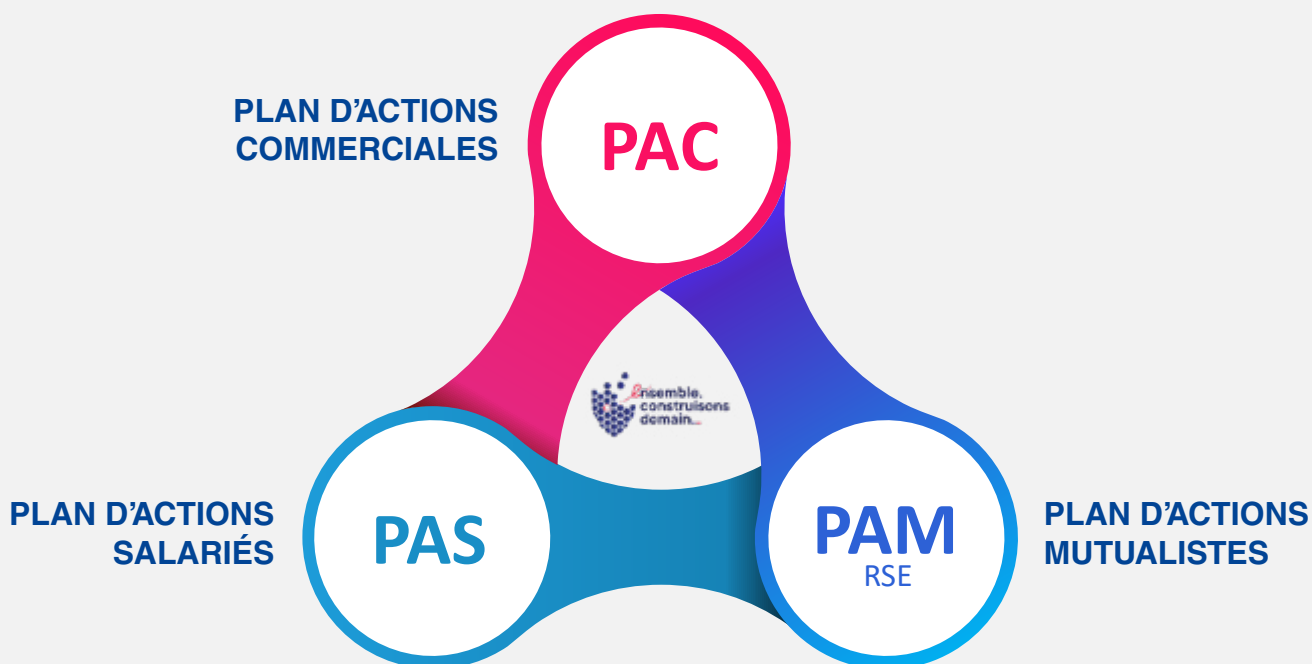 PLAN D’ACTIONS
COMMERCIALES
PAC
Ensemble,
construisons
demain...
PLAN D’ACTIONS
SALARIÉS
PAS
PAM
RSE
PLAN D’ACTIONS
MUTUALISTES